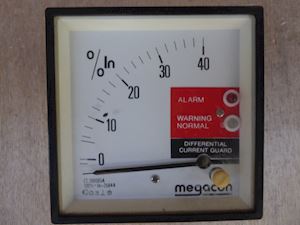 % In
0 10 20 30 40
ALARM
WARNING
NORMAL
DIFFERENTIAL
CURRENT GUARD
megacon